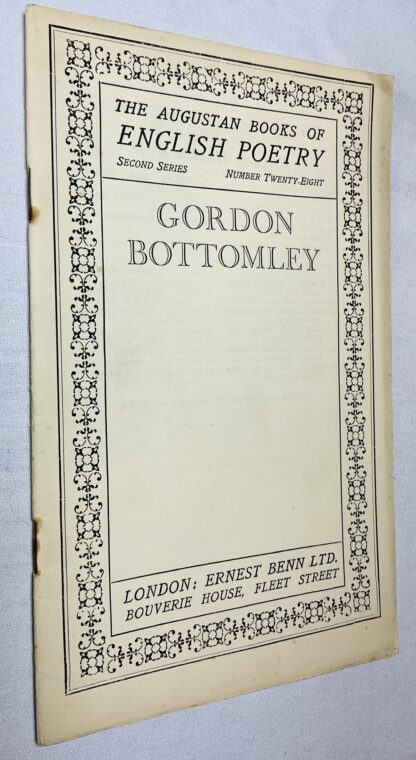 THE AUGUSTAN BOOKS OF
ENGLISH POETRY
SECOND SERIES NUMBER TWENTY-EIGHT
GORDON
BOTTOMLEY
LONDON: ERNEST BENN LTD.
BOUVERIE HOUSE, FLEET STREET